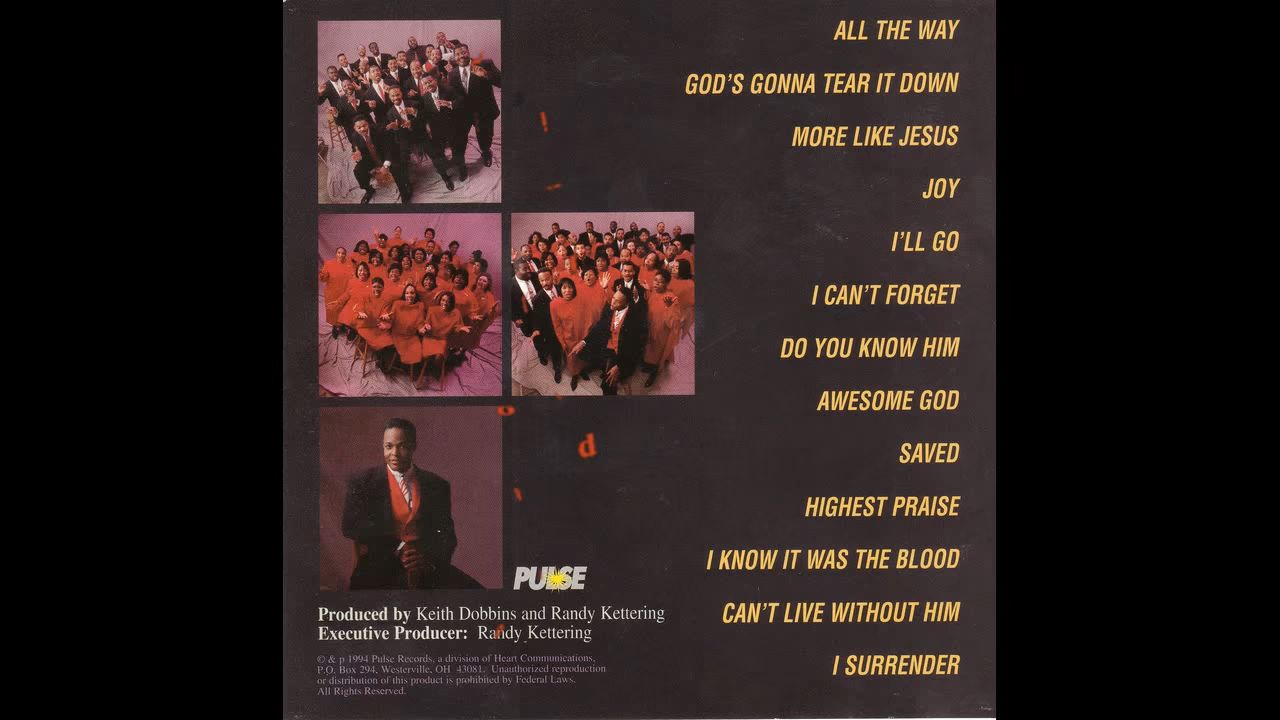 ALL THE WAY
GOD'S GONNA TEAR IT DOWN
MORE LIKE JESUS
JOY
I'LL GO
I CAN'T FORGET
DO YOU KNOW HIM
AWESOME GOD
SAVED
HIGHEST PRAISE
I KNOW IT WAS THE BLOOD
CAN'T LIVE WITHOUT HIM
I SURRENDER
!
o
d
PULSE
Produced by Keith Dobbins and Randy Kettering
Executive Producer: Randy Kettering
© & p 1994 Pulse Records, a division of Heart Communications,
P.O. Box 294, Westerville, OH 43081. Unauthorized reproduction
or distribution of this product is prohibited by Federal Laws.
All Rights Reserved.